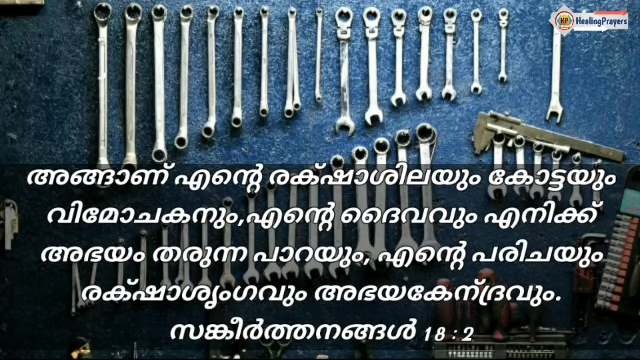 HP HealingPrayers
അങ്ങാണ് എന്റെ രക്ഷാശിലയും കോട്ടയും
വിമോചകനും,എന്റെ ദൈവവും എനിക്ക്
അഭയം തരുന്ന പാറയും, എന്റെ പരിചയും
രക്ഷാശൃംഗവും അഭയകേന്ദ്രവും.
സങ്കീർത്തനങ്ങൾ 18 : 2